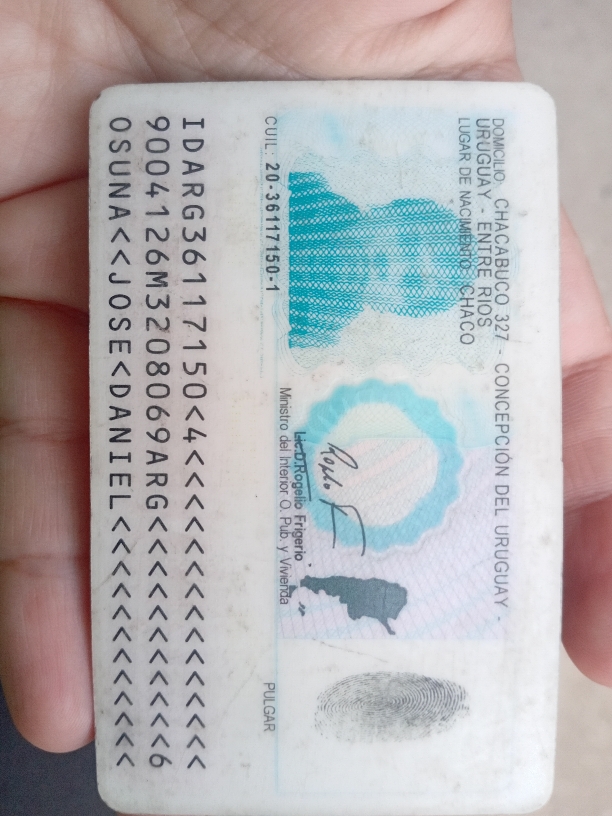 DOMICILIO: CHACABUCO 327 - CONCEPCIÓN DEL URUGUAY -
URUGUAY - ENTRE RIOS
LUGAR DE NACIMIENTO: CHACO
Lic.D.Rogelio Frigerio
Ministro del Interior O. Pub. y Vivienda
CUIL: 20-36117150-1
PULGAR
IDARG36117150<4<<<<<<<<<<<<<<<
9004126M3208069ARG<<<<<<<<<<<6
OSUNA<<JOSE<DANIEL<<<<<<<<<<<<